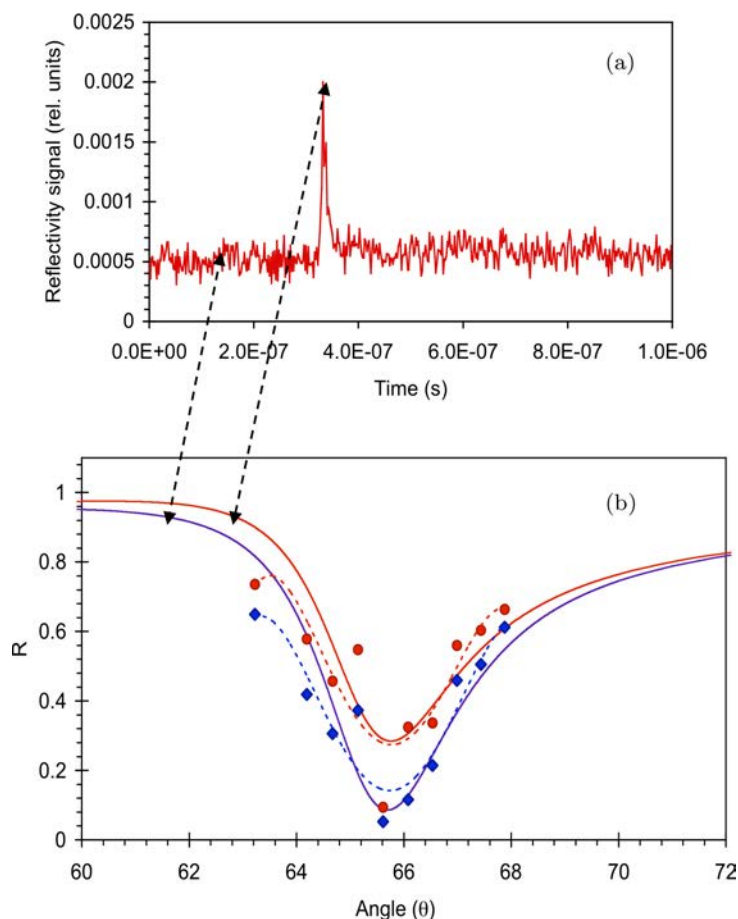 0.0025
(a)
0.002
0.0015
0.001
0.0005
0
Reflectivity signal (rel. units)
0.0E+00 2.0E-07 4.0E-07 6.0E-07 8.0E-07 1.0E-06
Time (s)
1
(b)
0.8
0.6
0.4
0.2
0
R
60 62 64 66 68 70 72
Angle (θ)